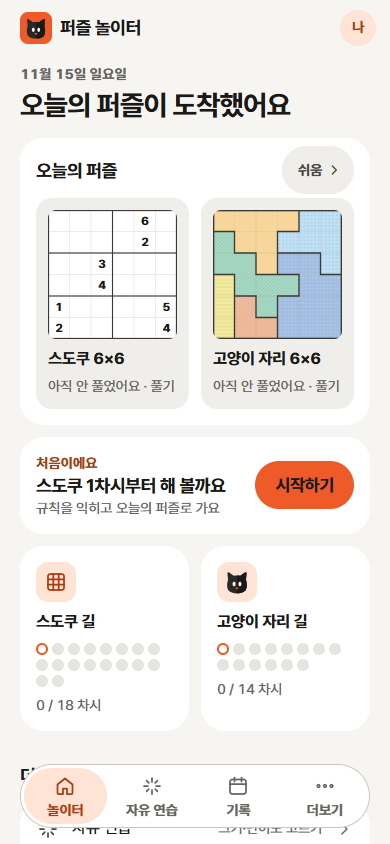 퍼즐 놀이터
나
11월 15일 일요일
오늘의 퍼즐이 도착했어요
오늘의 퍼즐
쉬움
6
2
3
4
1 5
2 4
스도쿠 6×6
아직 안 풀었어요 · 풀기
고양이 자리 6×6
아직 안 풀었어요 · 풀기
처음이에요
스도쿠 1차시부터 해 볼까요
규칙을 익히고 오늘의 퍼즐로 가요
시작하기
스도쿠 길
0 / 18 차시
고양이 자리 길
0 / 14 차시
놀이터
자유 연습
기록
더보기
자유 연습